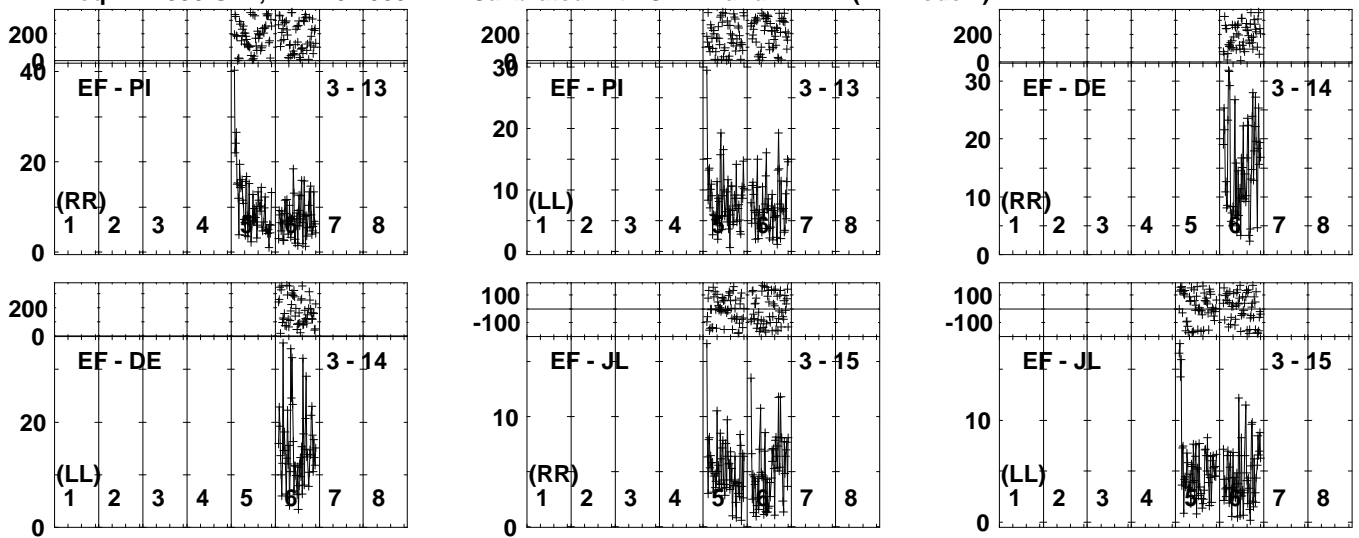 200 200 200
0 0 0
40 EF - PI 3 - 13 30 EF - PI 3 - 13 30 EF - DE 3 - 14
20 20 20
10 10
(RR) (LL) (RR)
1 2 3 4 5 6 7 8 1 2 3 4 5 6 7 8 1 2 3 4 5 6 7 8
0 0 0
200 100 100
0 -100 -100
EF - DE 3 - 14 EF - JL 3 - 15 EF - JL 3 - 15
20 10 10
(LL) (RR) (LL)
1 2 3 4 5 6 7 8 1 2 3 4 5 6 7 8 1 2 3 4 5 6 7 8
0 0 0